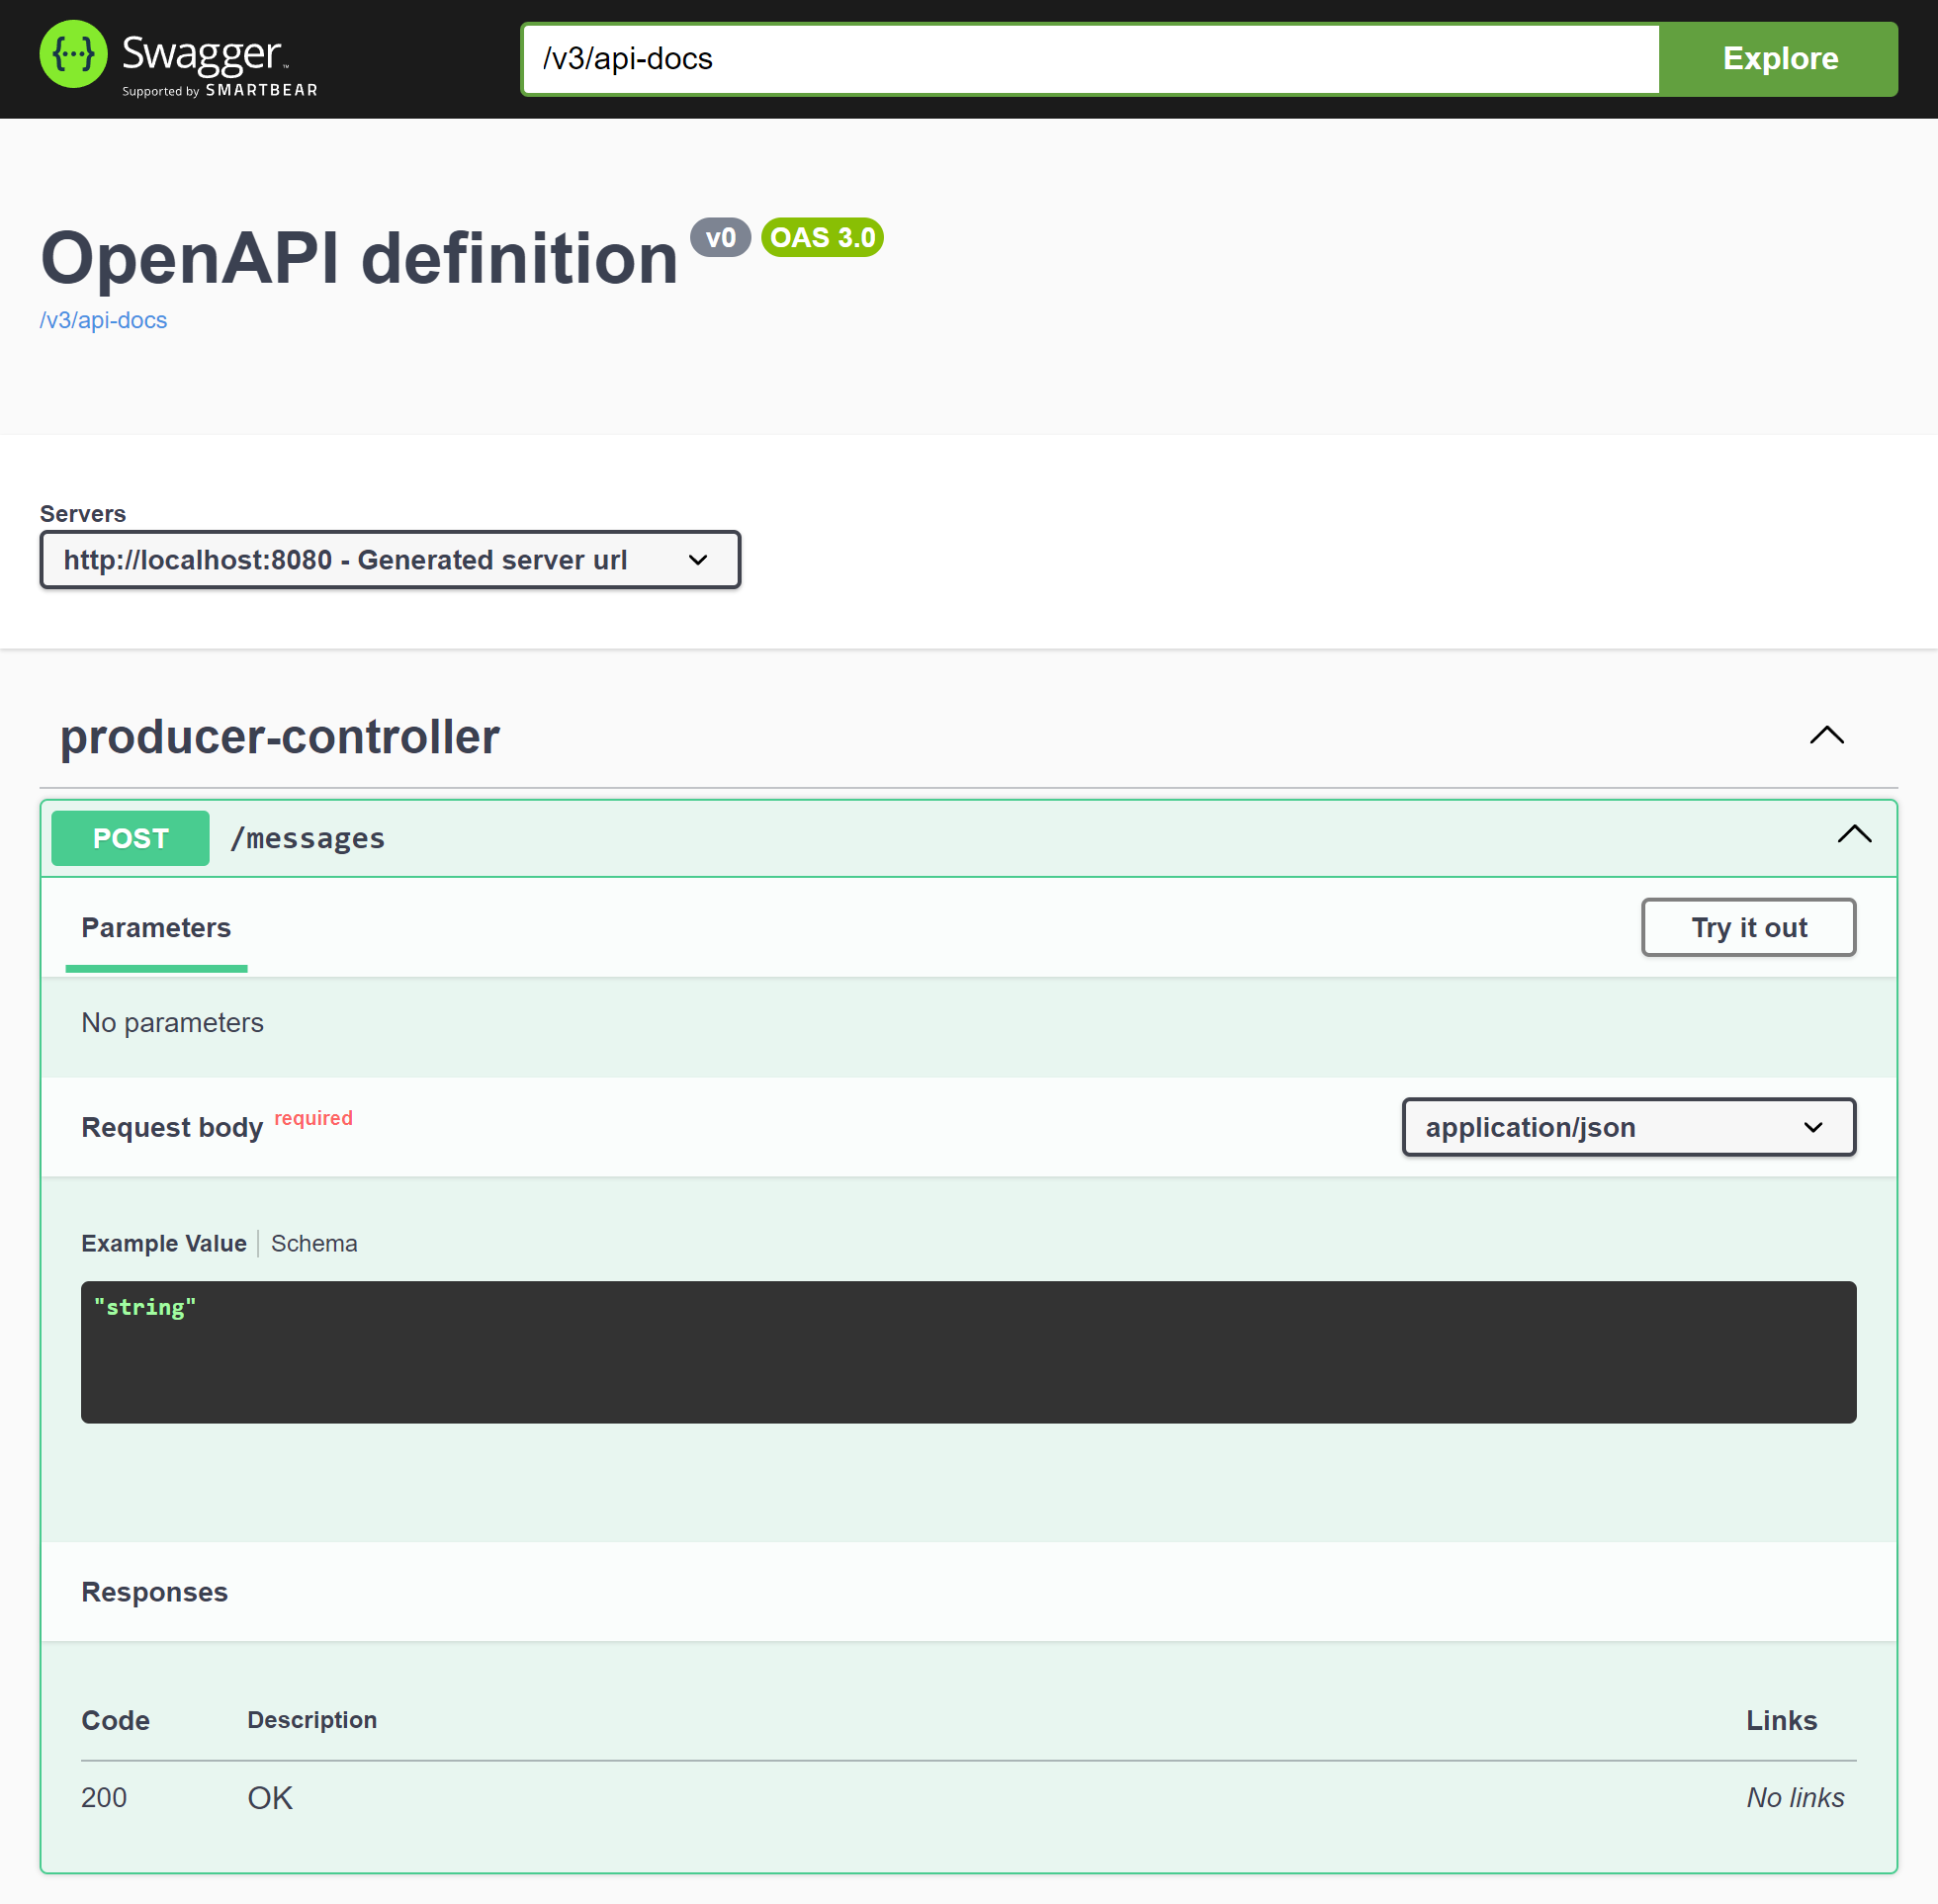 {···} Swagger™
Supported by SMARTBEAR
/v3/api-docs
Explore
OpenAPI definition v0 OAS 3.0
/v3/api-docs
Servers
http://localhost:8080 - Generated server url
producer-controller
POST /messages
Parameters
Try it out
No parameters
Request body required
application/json
Example Value Schema
"string"
Responses
Code Description Links
200 OK No links